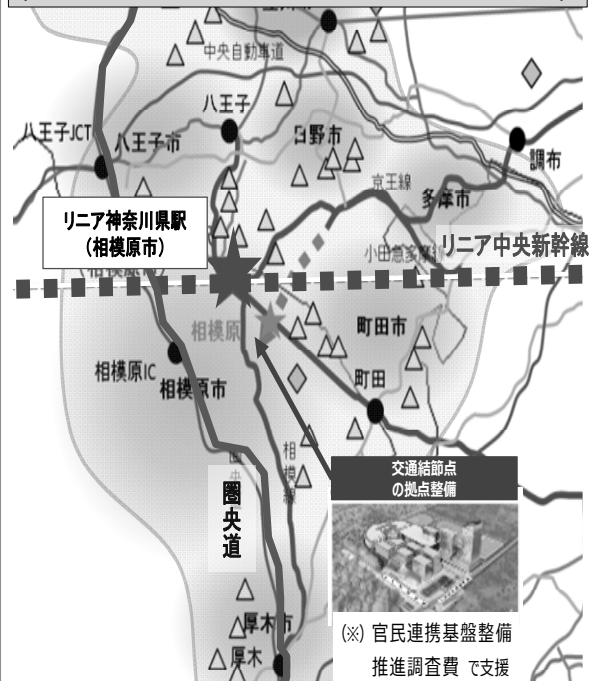 中央自動車道
八王子
八王子JCT
八王子市
日野市
調布
京王線
多摩市
リニア神奈川県駅
(相模原市)
リニア中央新幹線
小田急多摩線
相模原
町田市
相模原IC
相模原市
町田
相模線
圏央道
交通結節点
の拠点整備
厚木市
厚木
(※) 官民連携基盤整備
推進調査費 で支援